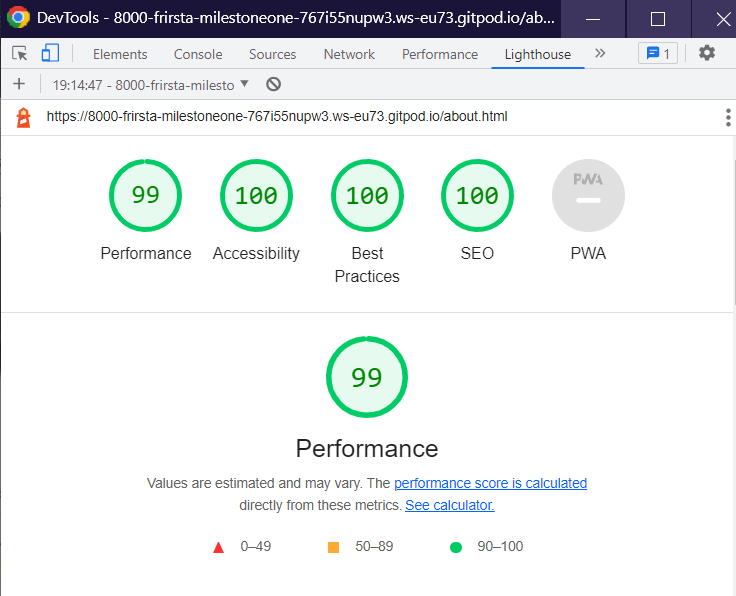 DevTools - 8000-frirsta-milestoneone-767i55nupw3.ws-eu73.gitpod.io/ab...
Elements Console Sources Network Performance Lighthouse 1
19:14:47 - 8000-frirsta-milesto
https://8000-frirsta-milestoneone-767i55nupw3.ws-eu73.gitpod.io/about.html
99 100 100 100 PWA
Performance Accessibility Best Practices SEO PWA
99
Performance
Values are estimated and may vary. The performance score is calculated
directly from these metrics. See calculator.
0–49 50–89 90–100